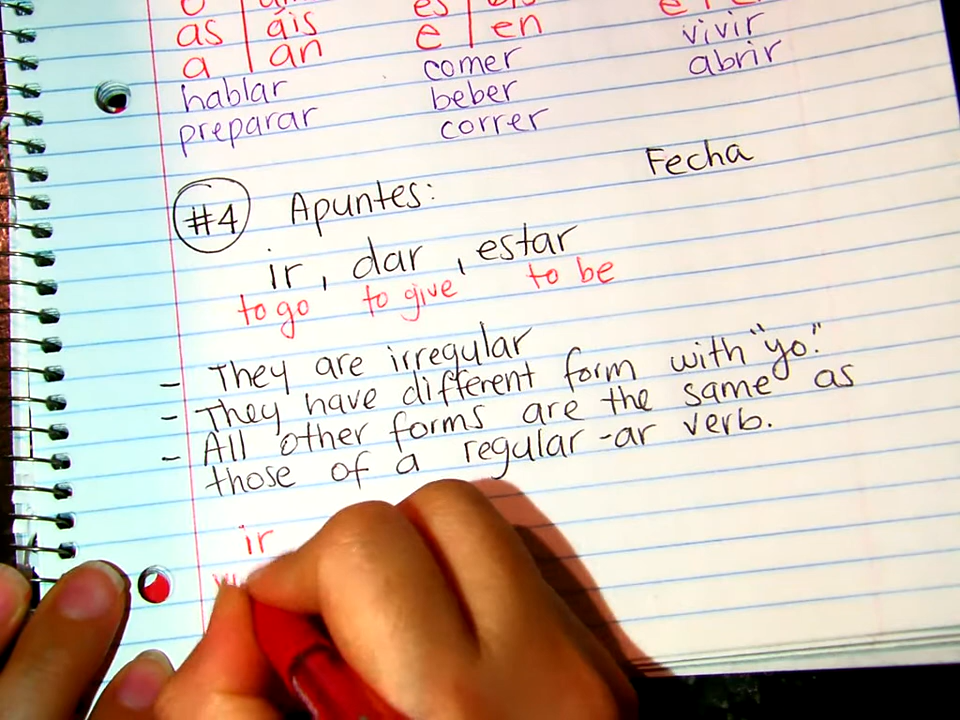 as áis e en vivir
a an comer abrir
hablar beber
preparar correr
Fecha
#4 Apuntes:
ir, dar, estar
to go to give to be
- They are irregular
- They have different form with "yo."
- All other forms are the same as
those of a regular -ar verb.
ir